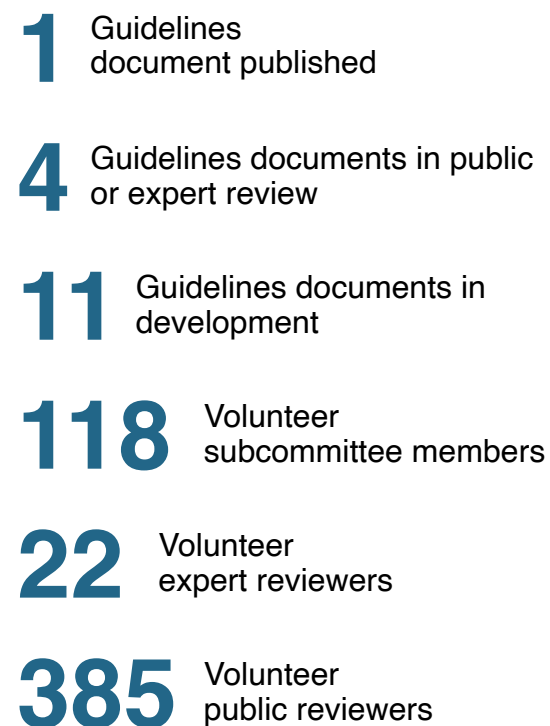 1 Guidelines
document published
4 Guidelines documents in public
or expert review
11 Guidelines documents in
development
118 Volunteer
subcommittee members
22 Volunteer
expert reviewers
385 Volunteer
public reviewers